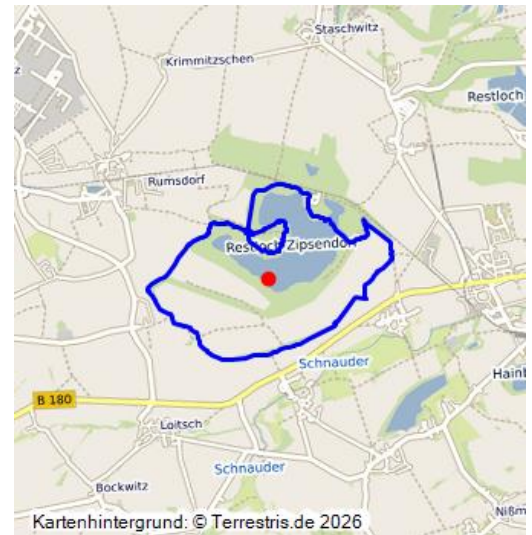 Staschwitz
Krimmitzschen
Restloch
Rumsdorf
Restloch Zipsendorf
Schnauder
B 180
Hainb
Loitsch
Schnauder
Bockwitz
Nißm
Kartenhintergrund: © Terrestris.de 2026